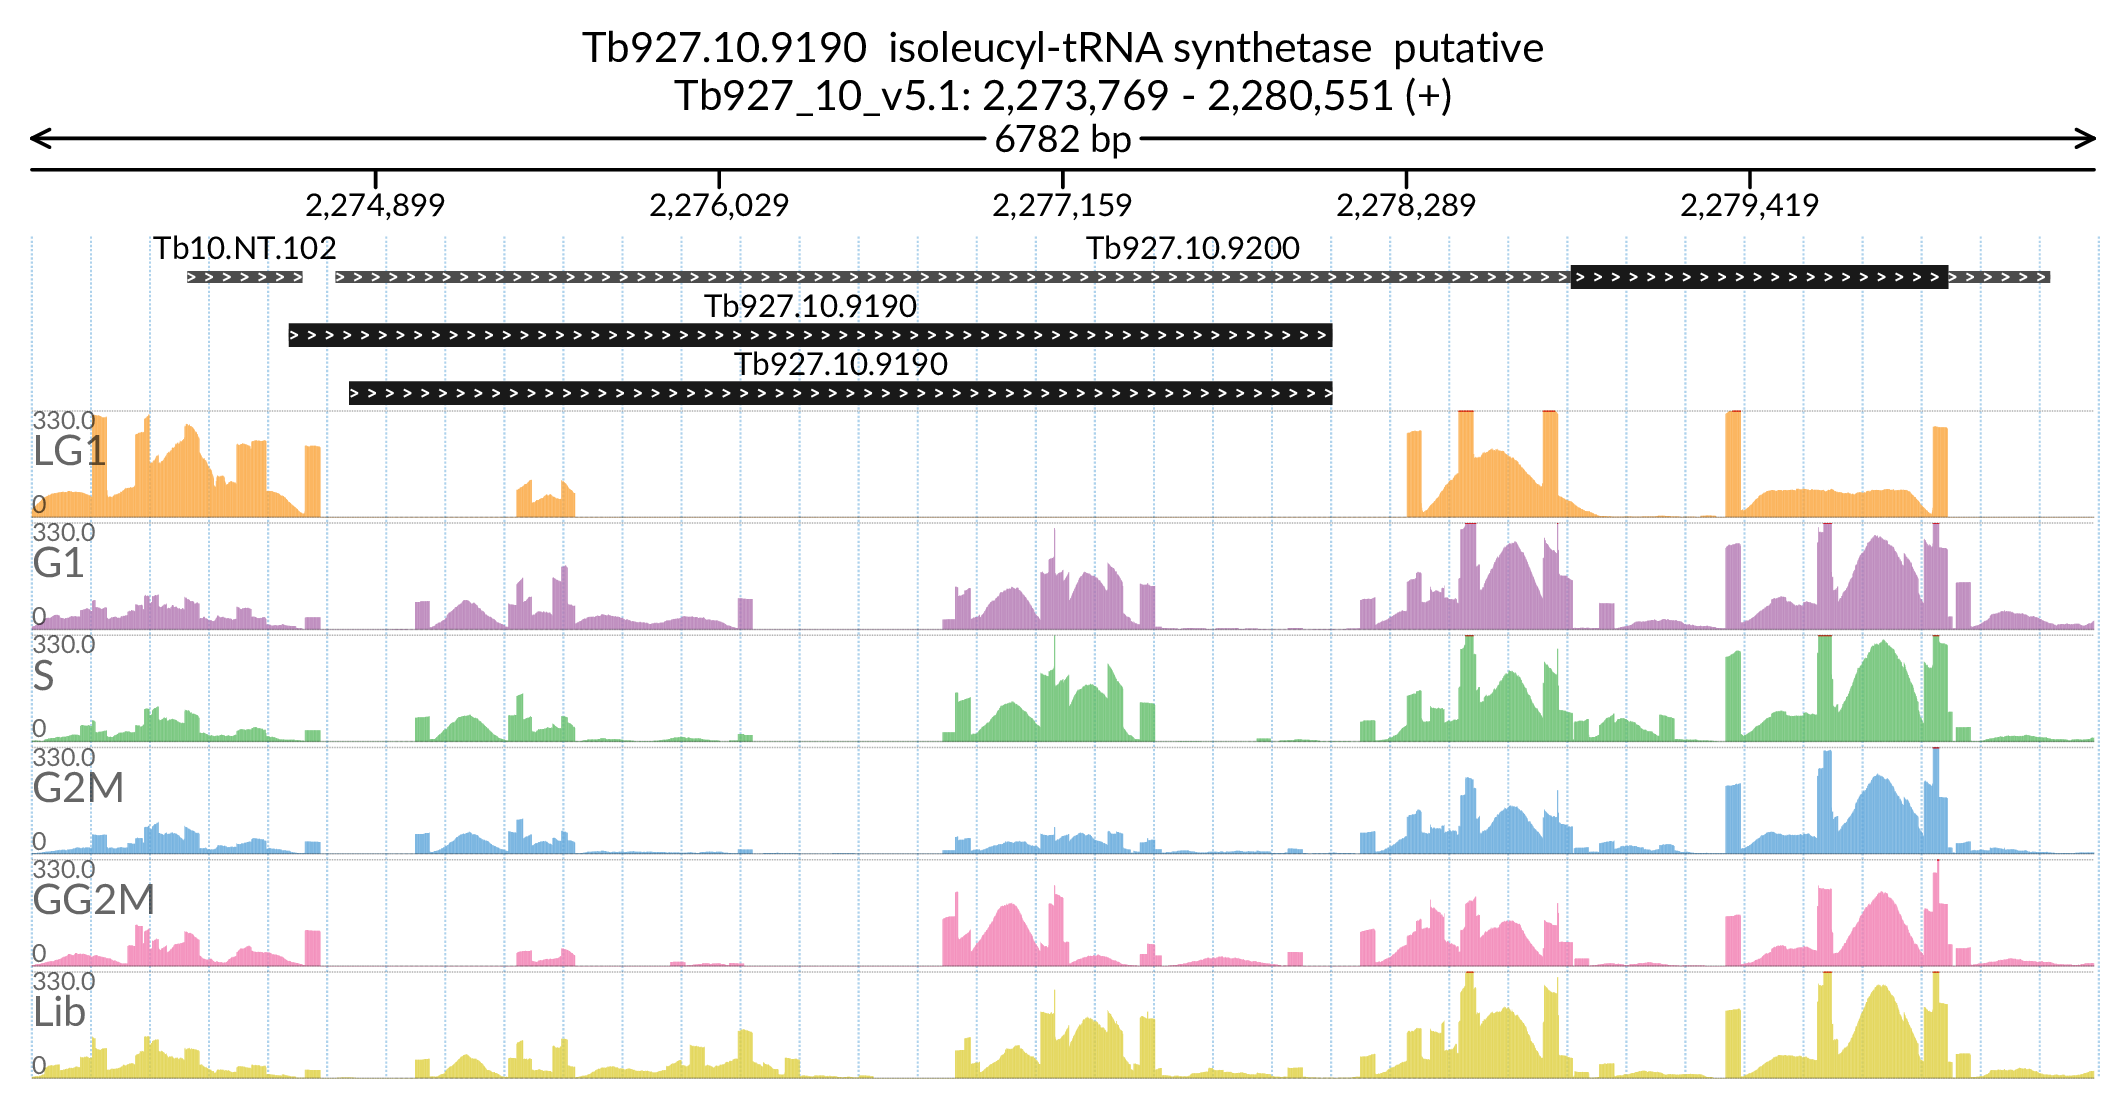 Tb927.10.9190 isoleucyl-tRNA synthetase putative
Tb927_10_v5.1: 2,273,769 - 2,280,551 (+)
6782 bp
2,274,899 2,276,029 2,277,159 2,278,289 2,279,419
Tb10.NT.102 Tb927.10.9200
Tb927.10.9190
Tb927.10.9190
330.0
LG1
0
330.0
G1
0
330.0
S
0
330.0
G2M
0
330.0
GG2M
0
330.0
Lib
0